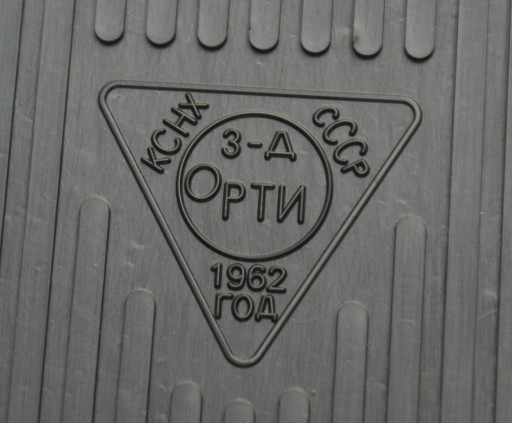 КСНХ
СССР
З-Д
ОРТИ
1962
ГОД